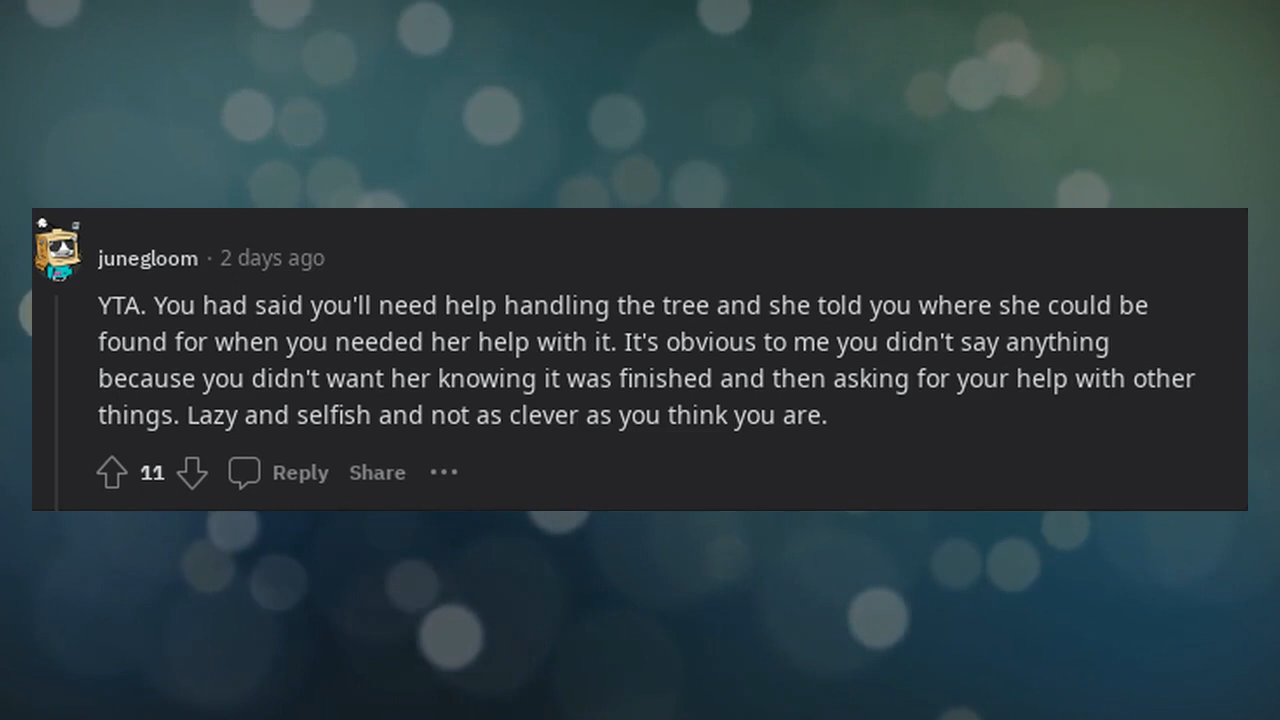 junegloom · 2 days ago
YTA. You had said you'll need help handling the tree and she told you where she could be
found for when you needed her help with it. It's obvious to me you didn't say anything
because you didn't want her knowing it was finished and then asking for your help with other
things. Lazy and selfish and not as clever as you think you are.
11 Reply Share